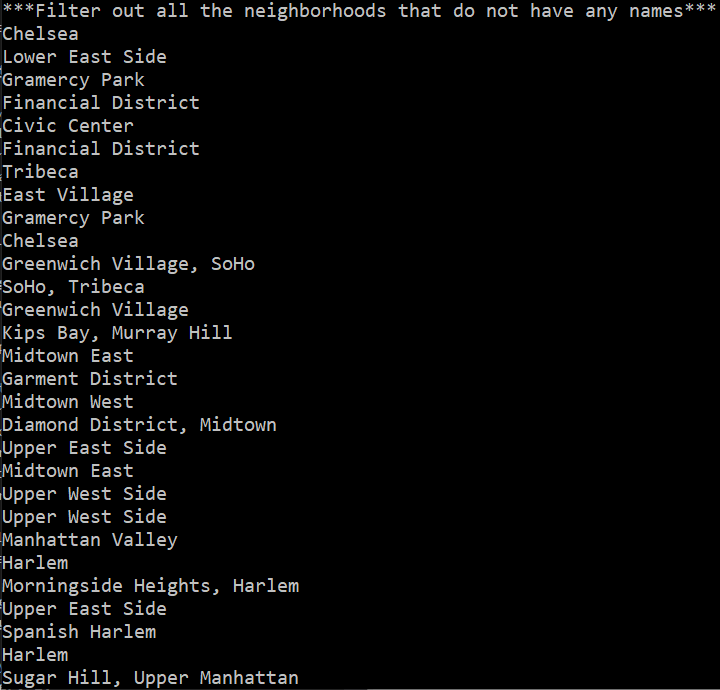 ***Filter out all the neighborhoods that do not have any names***
Chelsea
Lower East Side
Gramercy Park
Financial District
Civic Center
Financial District
Tribeca
East Village
Gramercy Park
Chelsea
Greenwich Village, SoHo
SoHo, Tribeca
Greenwich Village
Kips Bay, Murray Hill
Midtown East
Garment District
Midtown West
Diamond District, Midtown
Upper East Side
Midtown East
Upper West Side
Upper West Side
Manhattan Valley
Harlem
Morningside Heights, Harlem
Upper East Side
Spanish Harlem
Harlem
Sugar Hill, Upper Manhattan